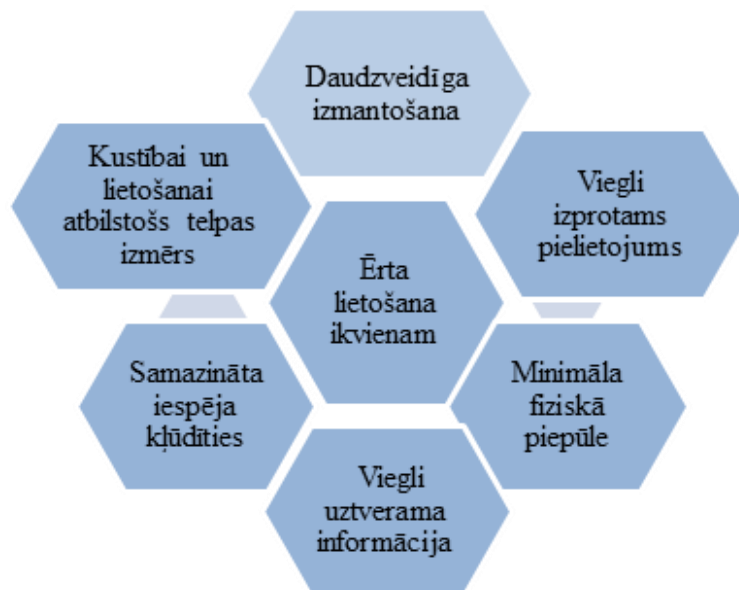 Daudzveidīga
izmantošana
Kustībai un
lietošanai
atbilstošs telpas
izmērs
Viegli
izprotams
pielietojums
Ērta
lietošana
ikvienam
Samazināta
iespēja
kļūdīties
Minimāla
fiziskā
piepūle
Viegli
uztverama
informācija